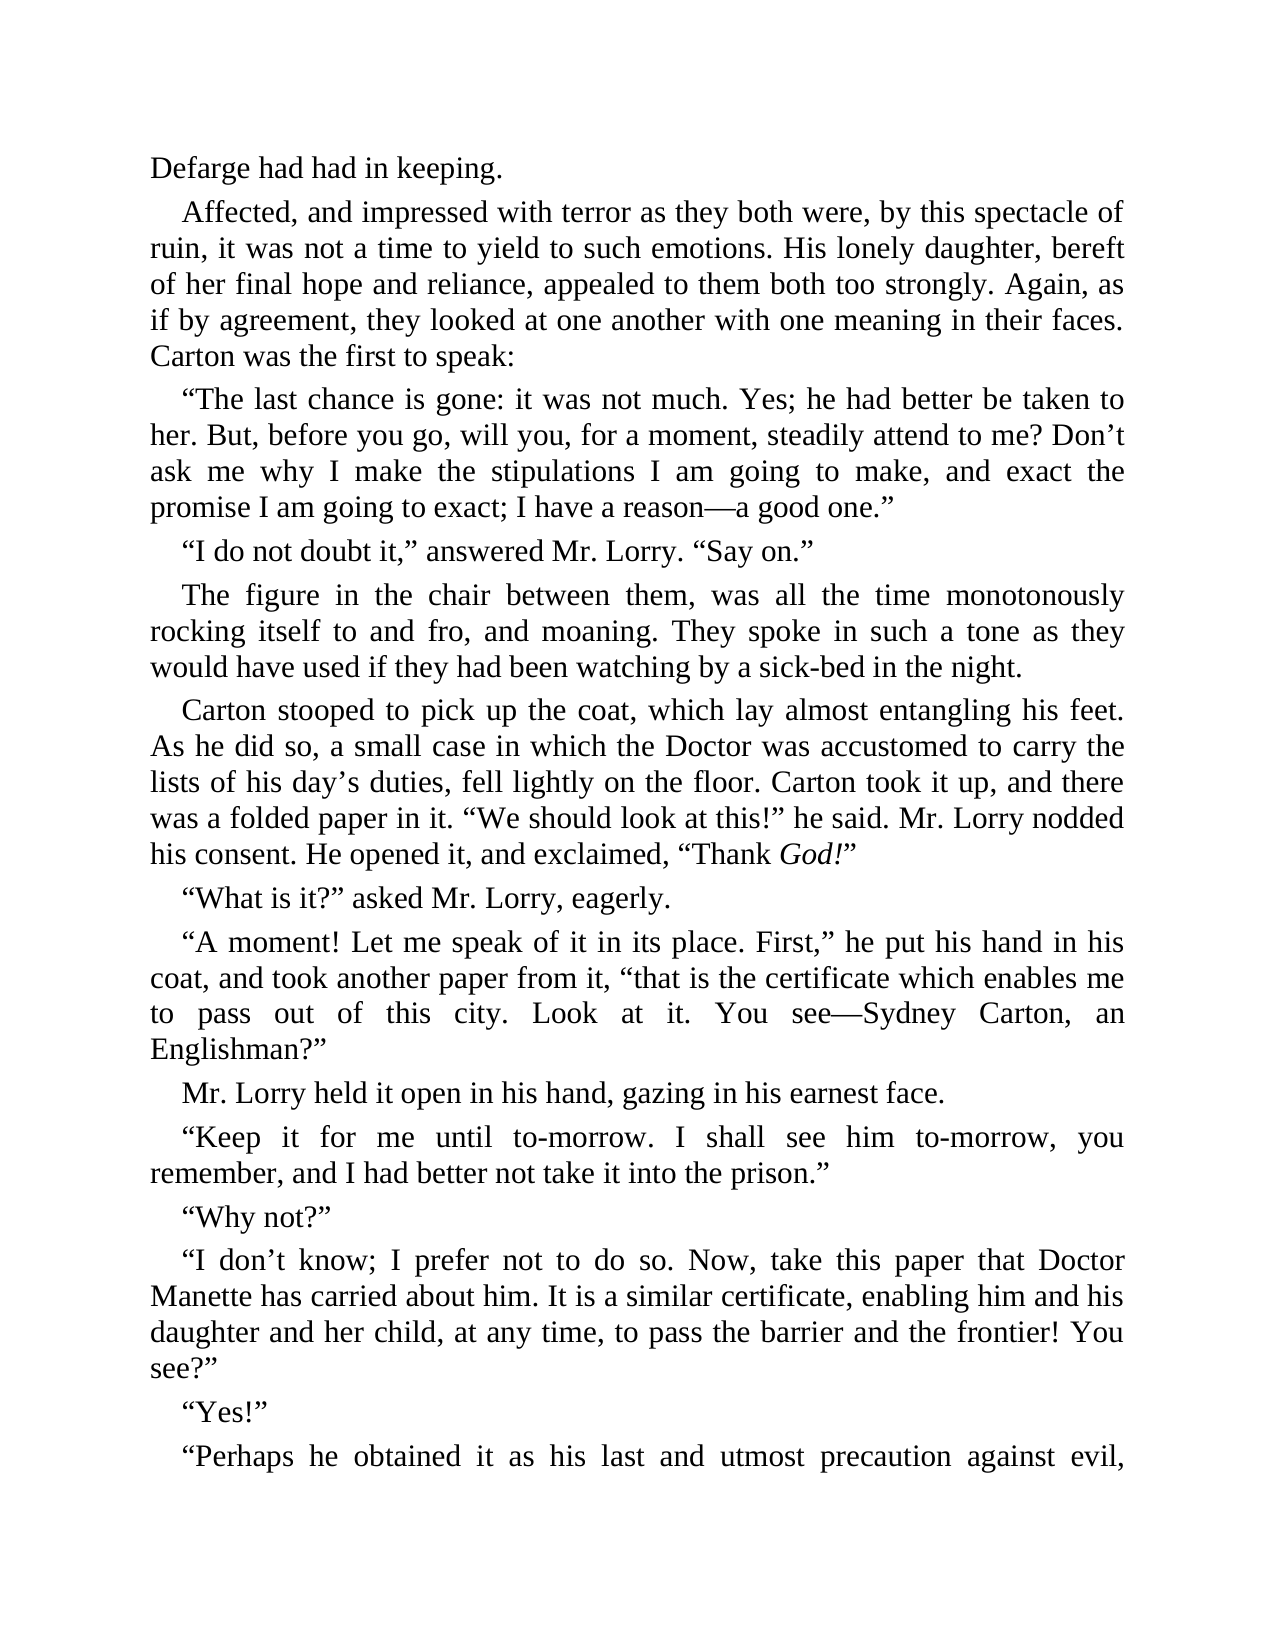 Defarge had had in keeping.
Affected, and impressed with terror as they both were, by this spectacle of
ruin, it was not a time to yield to such emotions. His lonely daughter, bereft
of her final hope and reliance, appealed to them both too strongly. Again, as
if by agreement, they looked at one another with one meaning in their faces.
Carton was the first to speak:
“The last chance is gone: it was not much. Yes; he had better be taken to
her. But, before you go, will you, for a moment, steadily attend to me? Don’t
ask me why I make the stipulations I am going to make, and exact the
promise I am going to exact; I have a reason—a good one.”
“I do not doubt it,” answered Mr. Lorry. “Say on.”
The figure in the chair between them, was all the time monotonously
rocking itself to and fro, and moaning. They spoke in such a tone as they
would have used if they had been watching by a sick-bed in the night.
Carton stooped to pick up the coat, which lay almost entangling his feet.
As he did so, a small case in which the Doctor was accustomed to carry the
lists of his day’s duties, fell lightly on the floor. Carton took it up, and there
was a folded paper in it. “We should look at this!” he said. Mr. Lorry nodded
his consent. He opened it, and exclaimed, “Thank God!”
“What is it?” asked Mr. Lorry, eagerly.
“A moment! Let me speak of it in its place. First,” he put his hand in his
coat, and took another paper from it, “that is the certificate which enables me
to pass out of this city. Look at it. You see—Sydney Carton, an
Englishman?”
Mr. Lorry held it open in his hand, gazing in his earnest face.
“Keep it for me until to-morrow. I shall see him to-morrow, you
remember, and I had better not take it into the prison.”
“Why not?”
“I don’t know; I prefer not to do so. Now, take this paper that Doctor
Manette has carried about him. It is a similar certificate, enabling him and his
daughter and her child, at any time, to pass the barrier and the frontier! You
see?”
“Yes!”
“Perhaps he obtained it as his last and utmost precaution against evil,